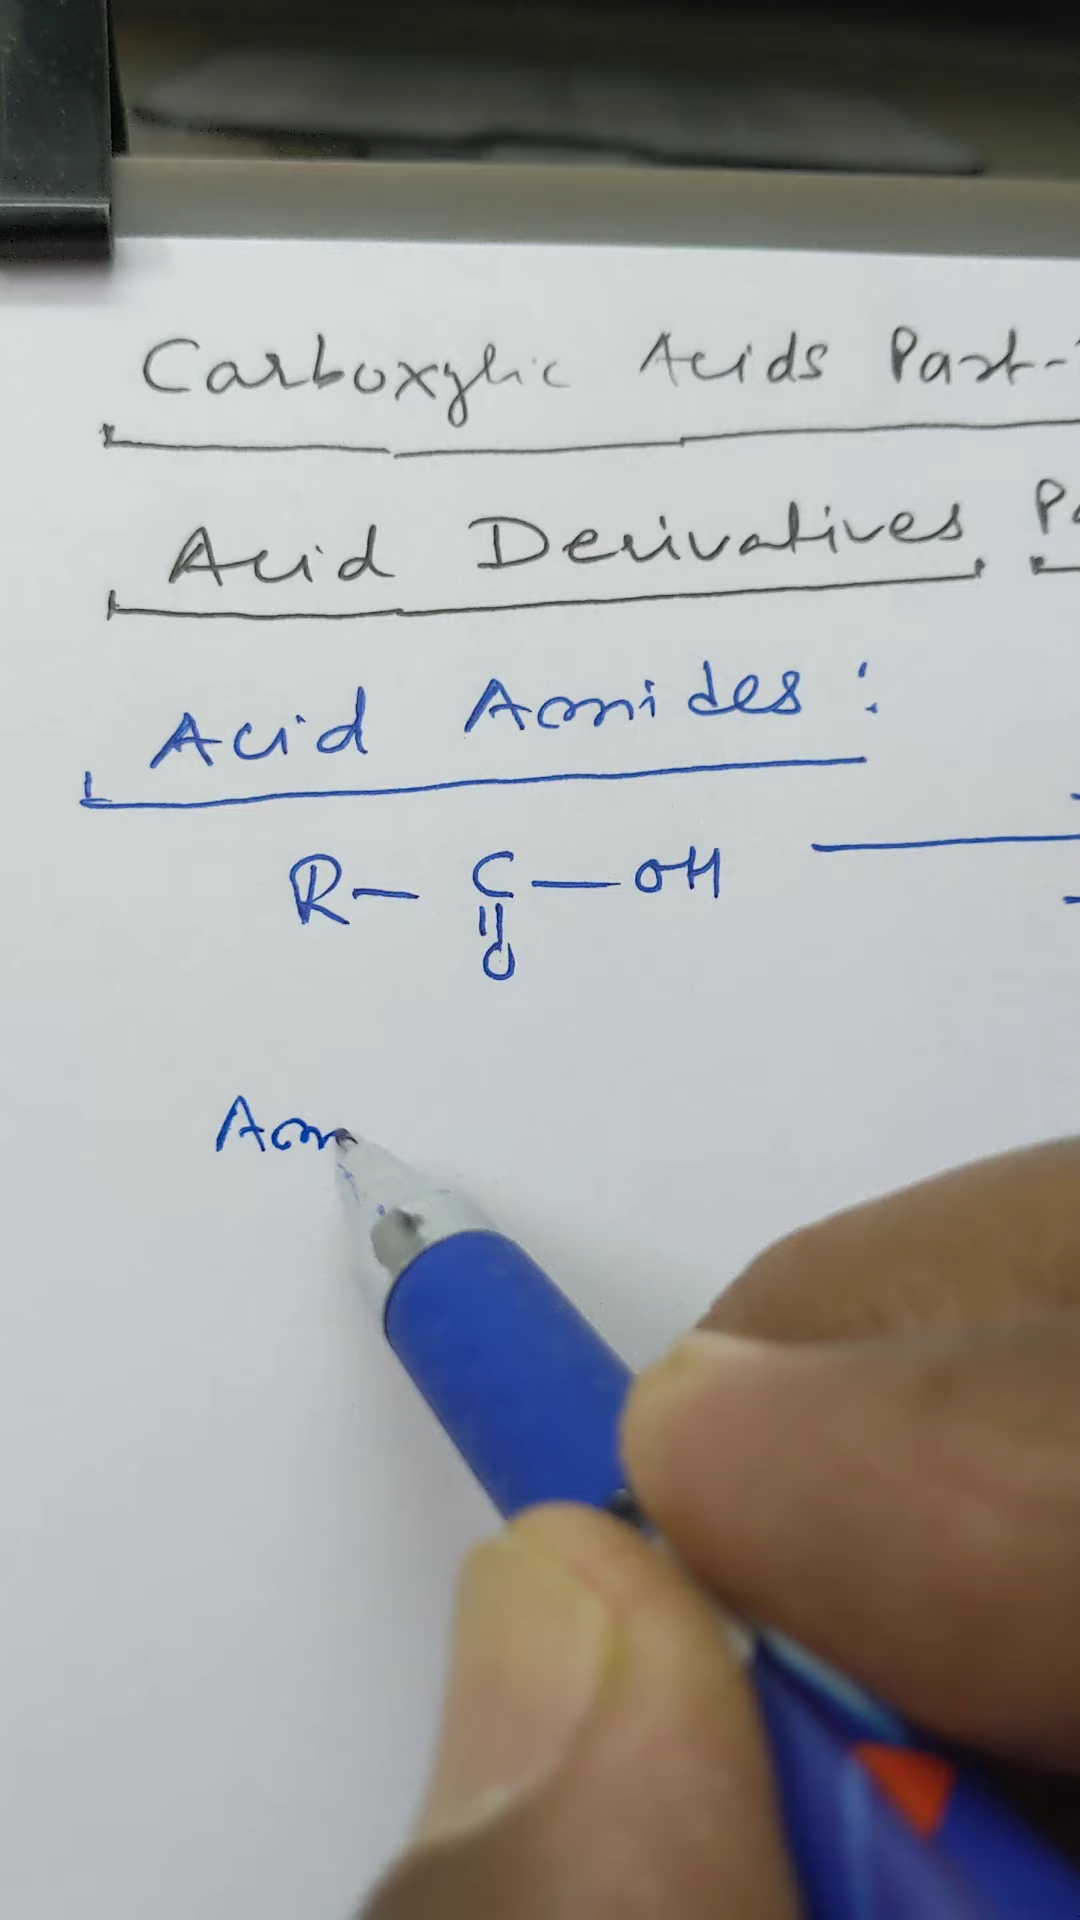 Carboxylic Acids Part-
Acid Derivatives
Acid Amides :
R - C - OH
||
O
Am